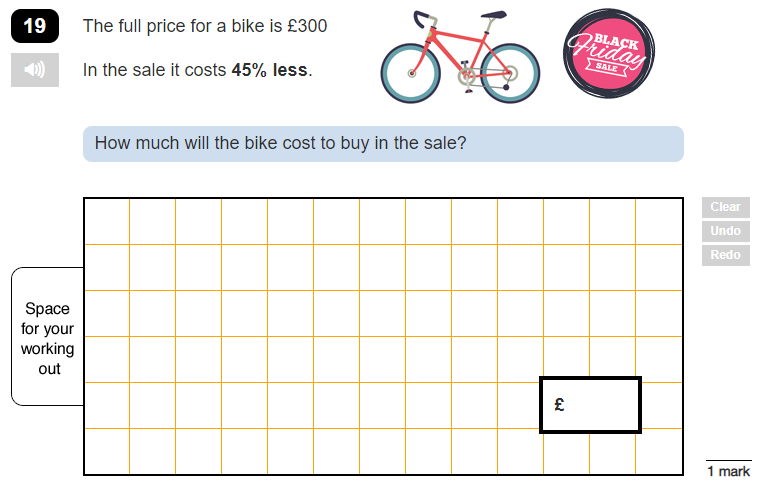 19
The full price for a bike is £300
In the sale it costs 45% less.
BLACK
Friday
SALE
How much will the bike cost to buy in the sale?
Clear
Undo
Redo
Space
for your
working
out
£
1 mark